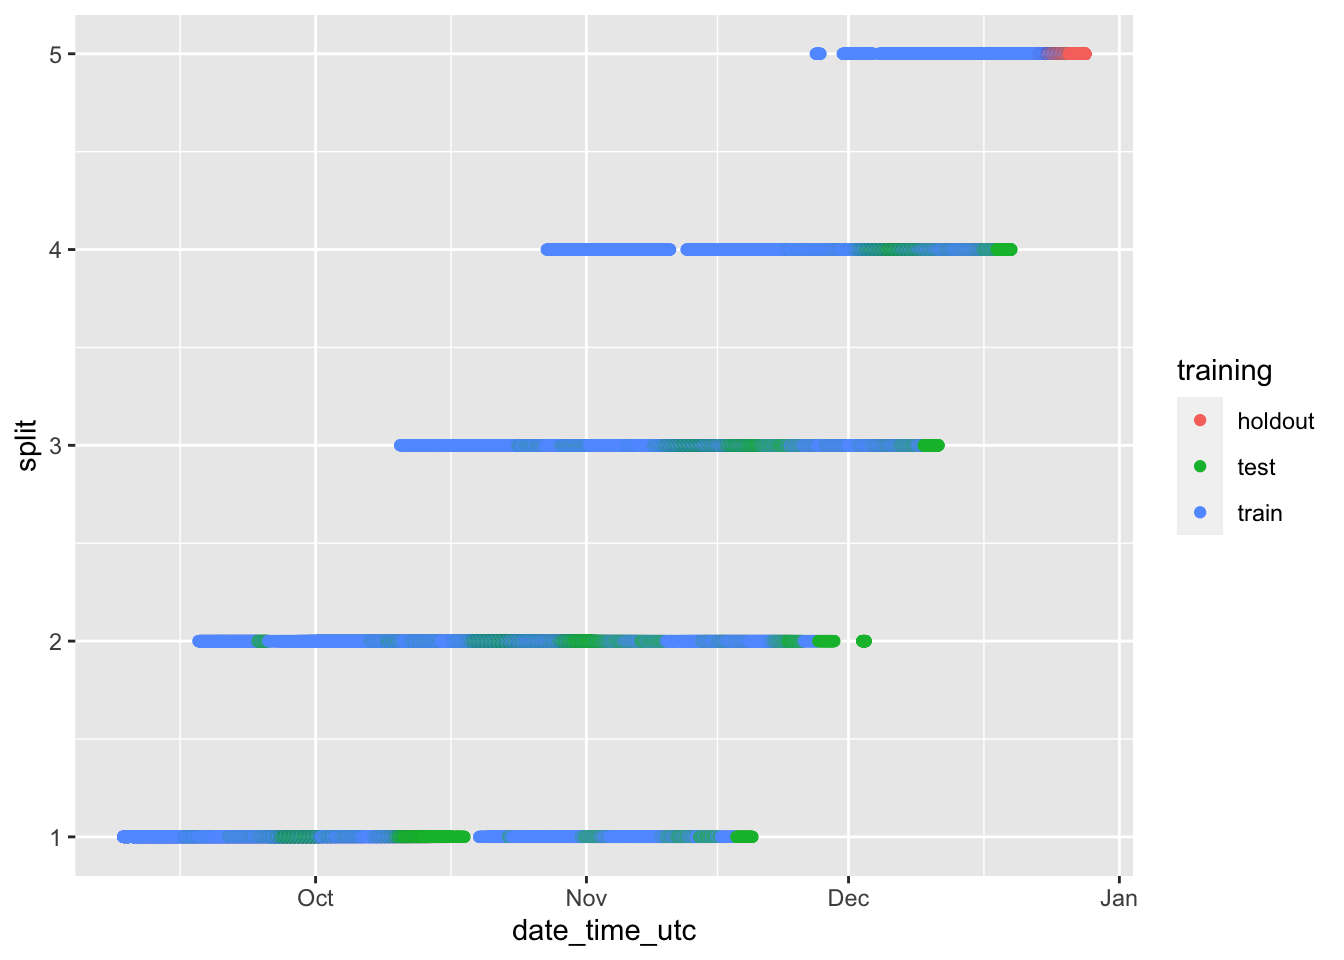 5
4
3
2
1
split
Oct
Nov
Dec
Jan
date_time_utc
training
holdout
test
train